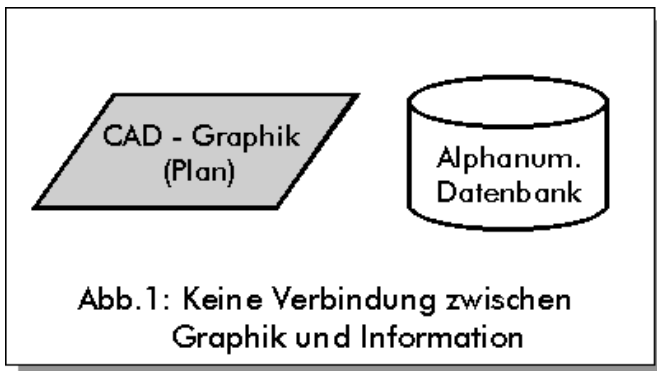 CAD - Graphik
(Plan)
Alphanum.
Datenbank
Abb.1: Keine Verbindung zwischen
Graphik und Information